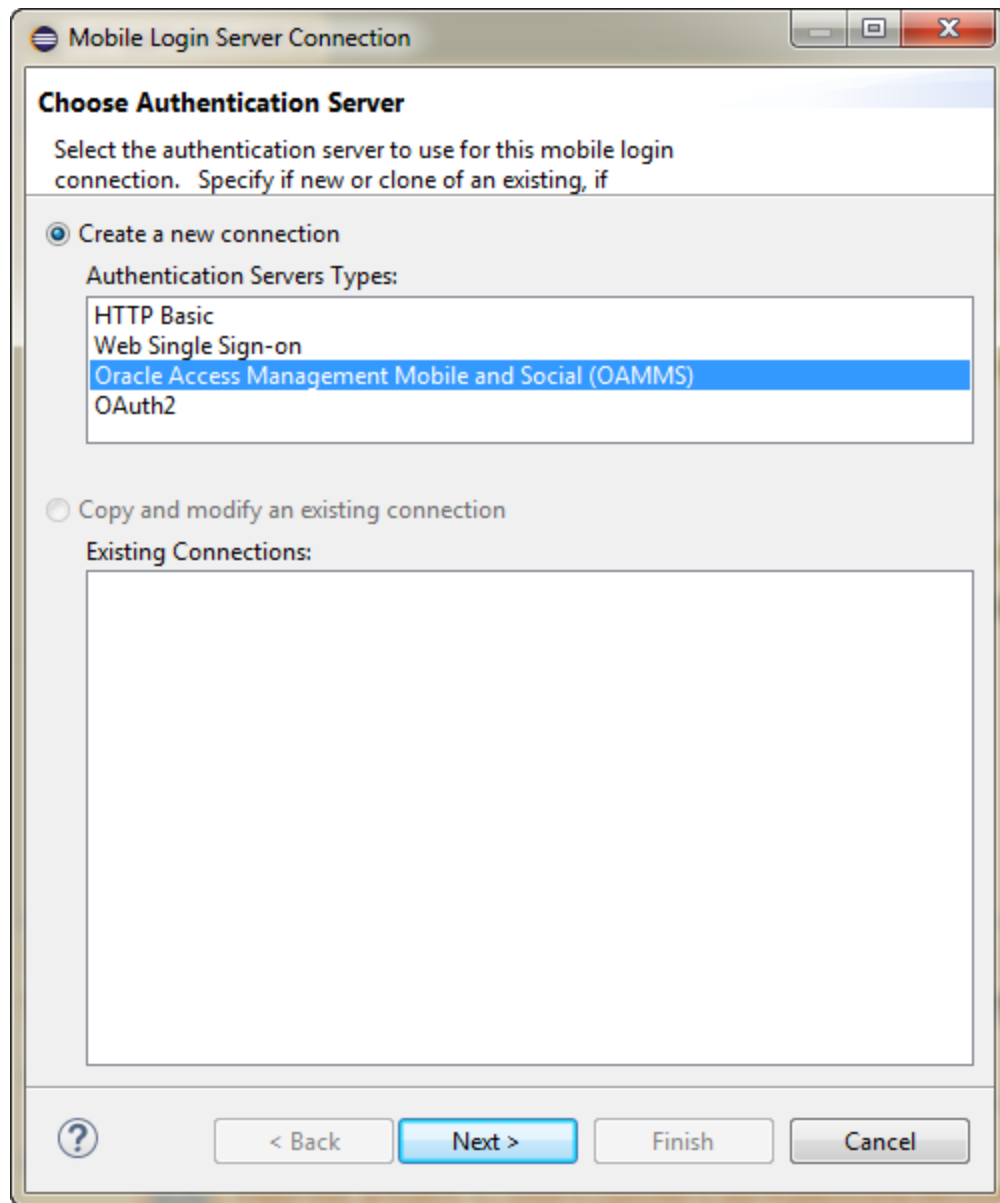 Mobile Login Server Connection
Choose Authentication Server
Select the authentication server to use for this mobile login
connection.   Specify if new or clone of an existing, if
Create a new connection
Authentication Servers Types:
HTTP Basic
Web Single Sign-on
Oracle Access Management Mobile and Social (OAMMS)
OAuth2
Copy and modify an existing connection
Existing Connections:
? < Back Next > Finish Cancel